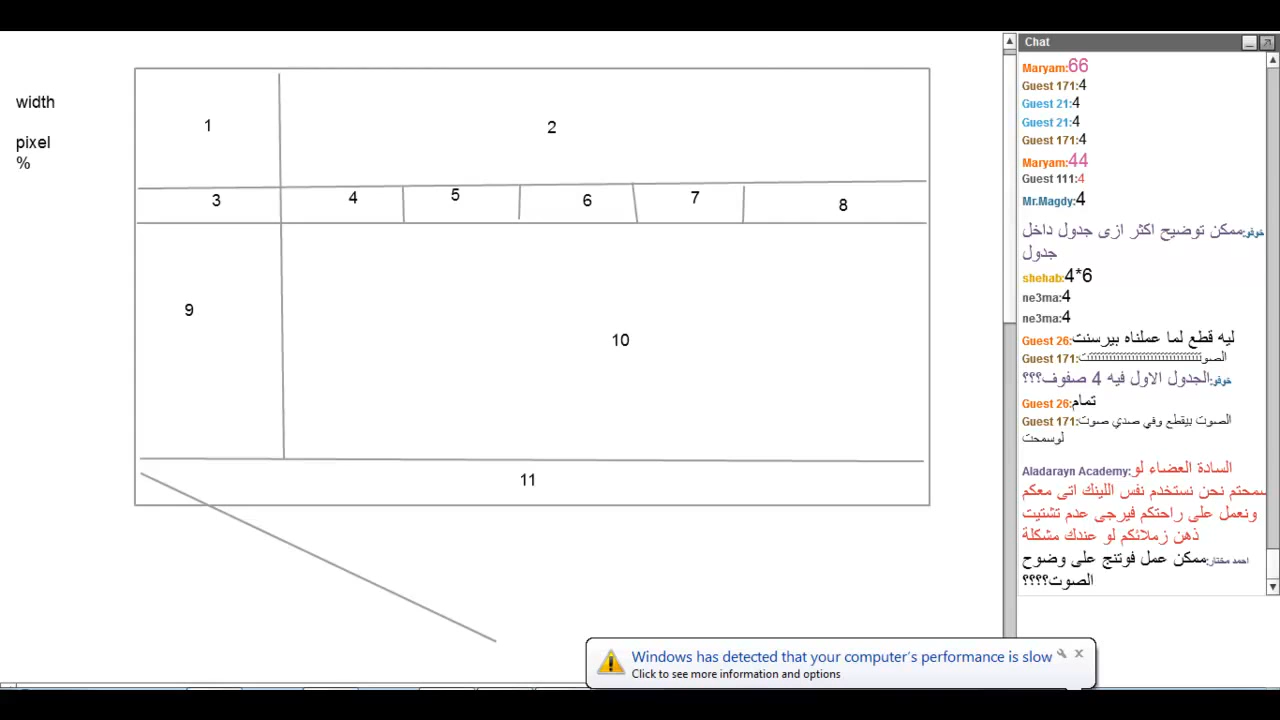 width
pixel
%
1
2
3
4
5
6
7
8
9
10
11
Chat
Maryam:66
Guest 171:4
Guest 21:4
Guest 21:4
Guest 171:4
Maryam:44
Guest 111:4
Mr.Magdy:4
خوفو:ممكن توضيح اكثر ازى جدول داخل
جدول
shehab:4*6
ne3ma:4
ne3ma:4
Guest 26:ليه قطع لما عملناه بيرسنت
Guest 171:
خوفو:الجدول الاول فيه 4 صفوف؟؟؟
Guest 26:تمام
Guest 171:الصوت بيقطع وفي صدي صوت
لوسمحت
Aladarayn Academy:السادة العضاء لو
سمحتم نحن نستخدم نفس اللينك اتى معكم
ونعمل على راحتكم فيرجى عدم تشتيت
ذهن زملائكم لو عندك مشكلة
احمد مختار:ممكن عمل فوتنج على وضوح
الصوت؟؟؟؟
Windows has detected that your computer's performance is slow
Click to see more information and options